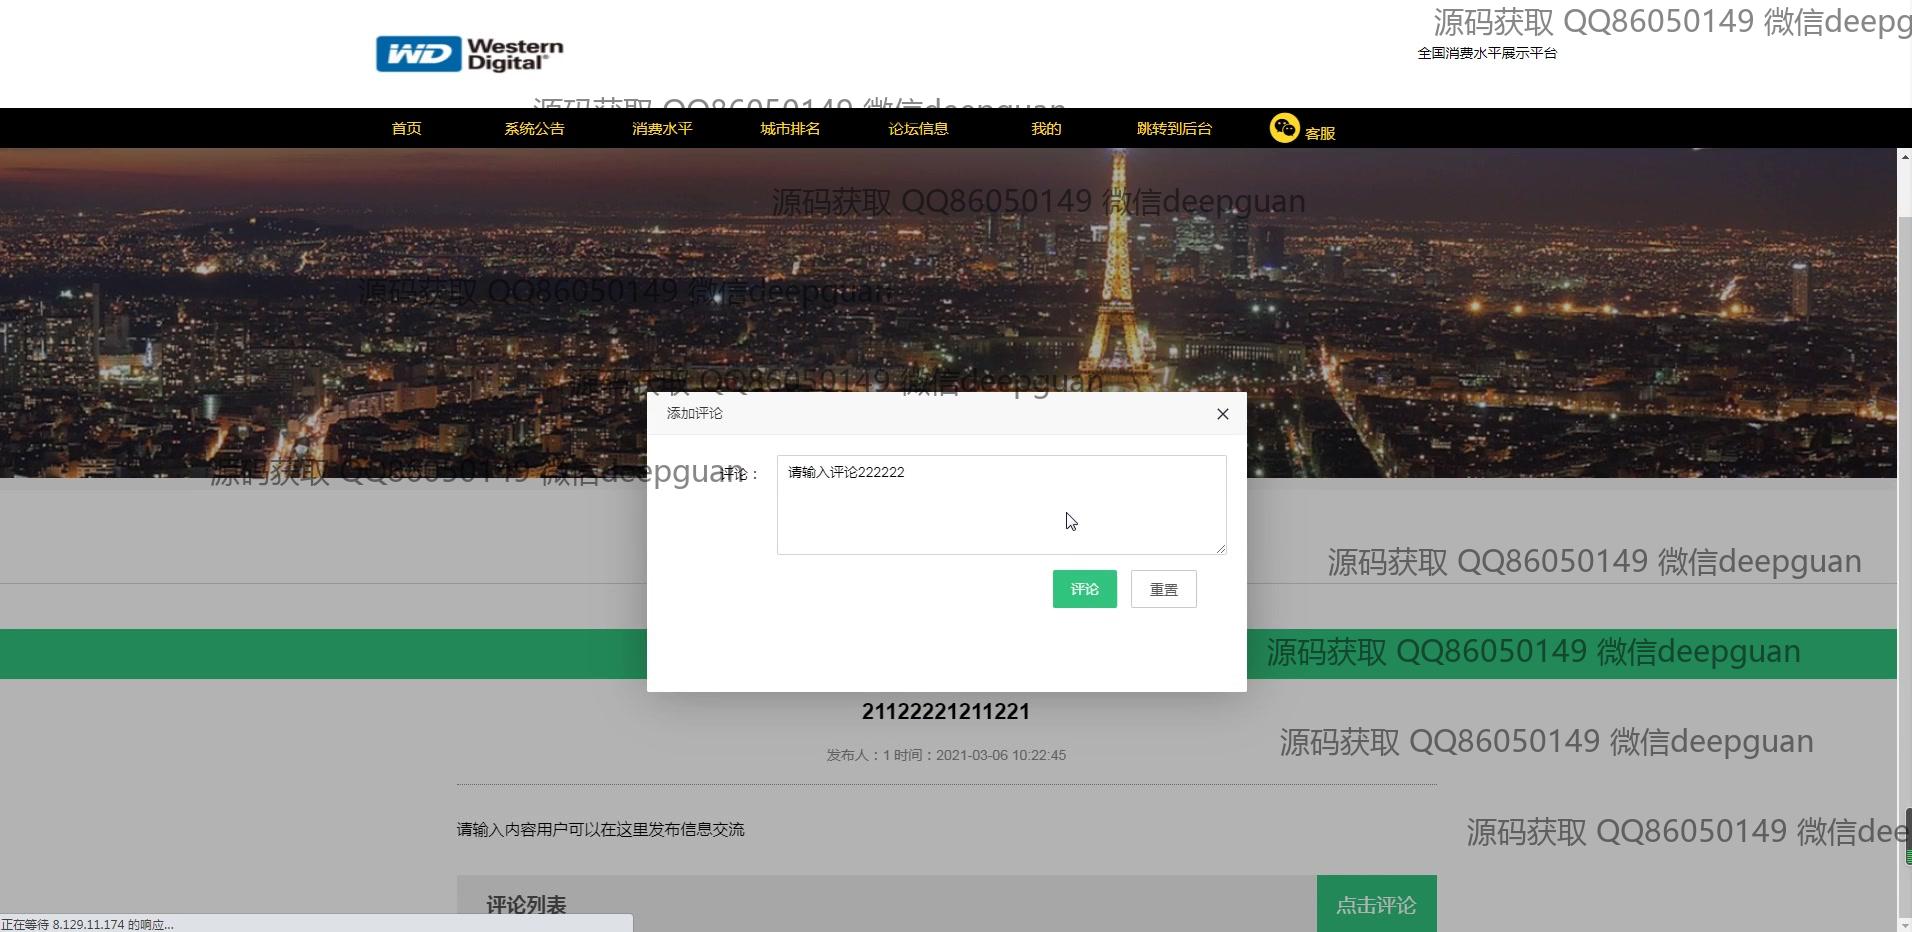 源码获取 QQ86050149 微信deepg
WD Western Digital
全国消费水平展示平台
源码获取 QQ86050149 微信deepguan
首页 系统公告 消费水平 城市排名 论坛信息 我的 跳转到后台 客服
源码获取 QQ86050149 微信deepguan
源码获取 QQ86050149 微信deepguan
源码获取 QQ86050149 微信deepguan
添加评论
源码获取 QQ86050149 微信deepguan
评论： 请输入评论222222
源码获取 QQ86050149 微信deepguan
评论 重置
源码获取 QQ86050149 微信deepguan
21122221211221
源码获取 QQ86050149 微信deepguan
发布人：1 时间：2021-03-06 10:22:45
请输入内容用户可以在这里发布信息交流
源码获取 QQ86050149 微信dee
评论列表 点击评论
正在等待 8.129.11.174 的响应...